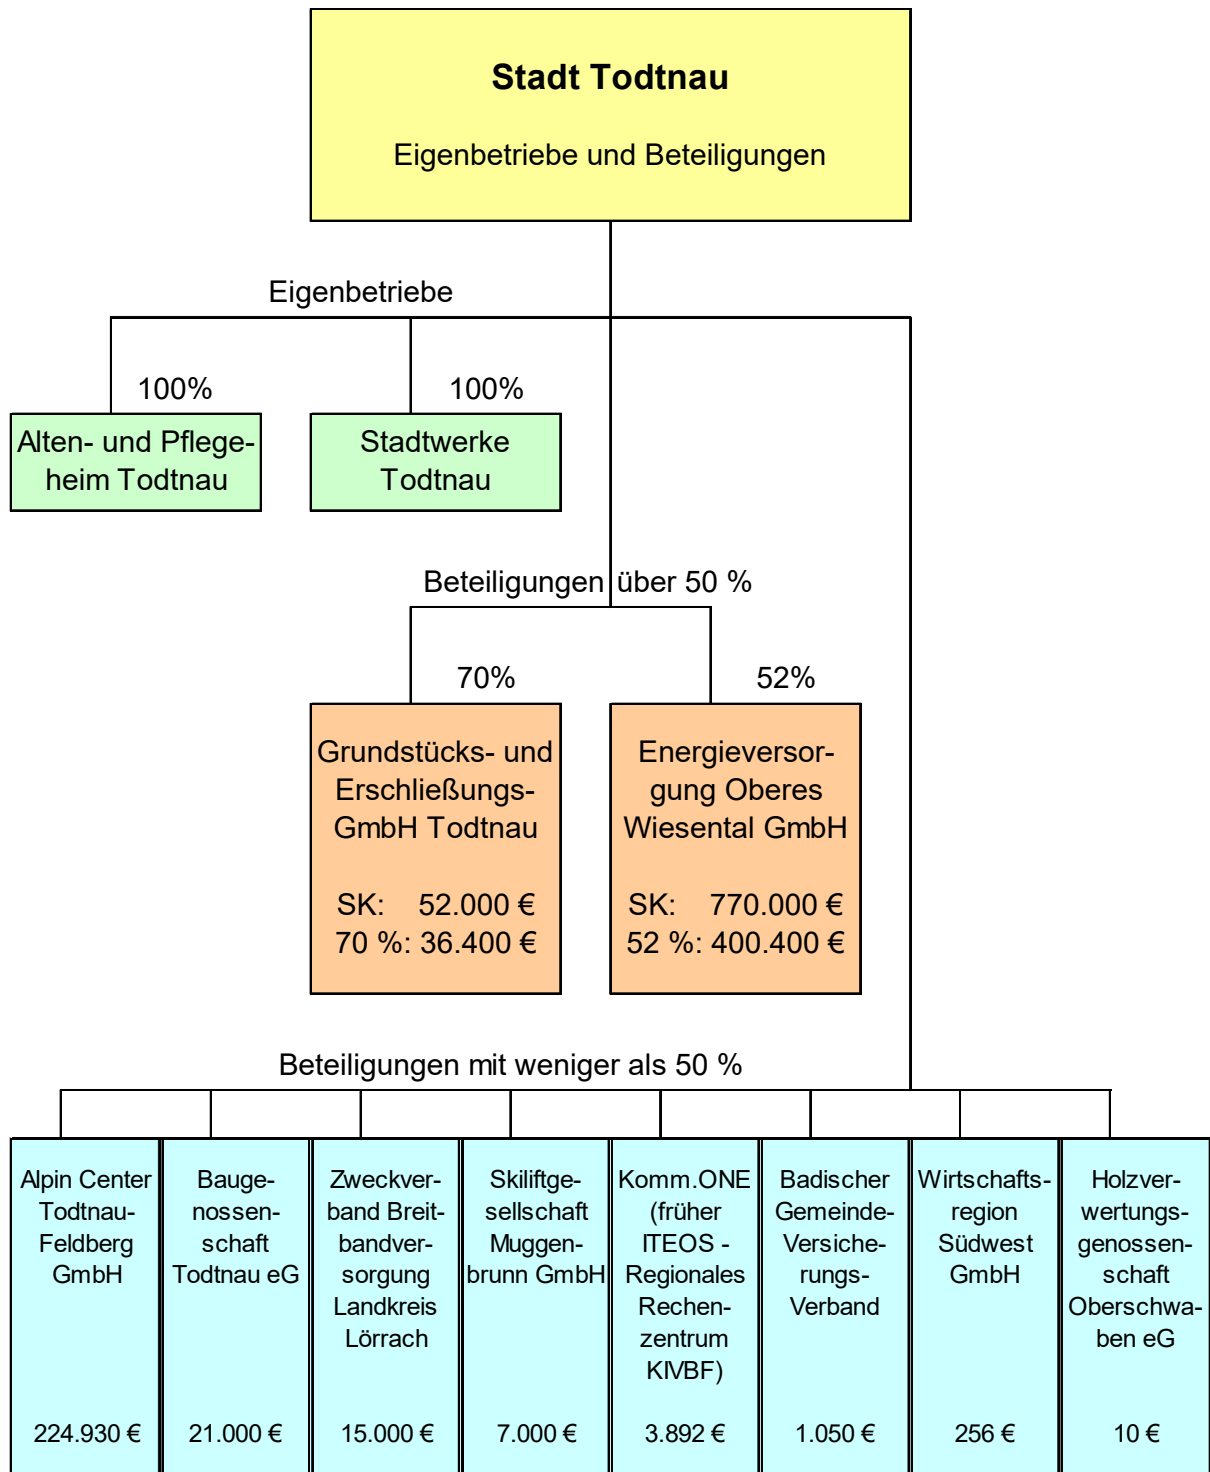 Stadt Todtnau
Eigenbetriebe und Beteiligungen
Eigenbetriebe
100%
100%
Alten- und Pflege-
heim Todtnau
Stadtwerke
Todtnau
Beteiligungen über 50 %
70%
52%
Grundstücks- und
Erschließungs-
GmbH Todtnau
SK: 52.000 €
70 %: 36.400 €
Energieversor-
gung Oberes
Wiesental GmbH
SK: 770.000 €
52 %: 400.400 €
Beteiligungen mit weniger als 50 %
Alpin Center
Todtnau-
Feldberg
GmbH
224.930 €
Bauge-
nossen-
schaft
Todtnau eG
21.000 €
Zweckver-
band Breit-
bandver-
sorgung
Landkreis
Lörrach
15.000 €
Skiliftge-
sellschaft
Muggen-
brunn GmbH
7.000 €
Komm.ONE
(früher
ITEOS -
Regionales
Rechen-
zentrum
KIVBF)
3.892 €
Badischer
Gemeinde-
Versiche-
rungs-
Verband
1.050 €
Wirtschafts-
region
Südwest
GmbH
256 €
Holzver-
wertungs-
genossen-
schaft
Oberschwa-
ben eG
10 €